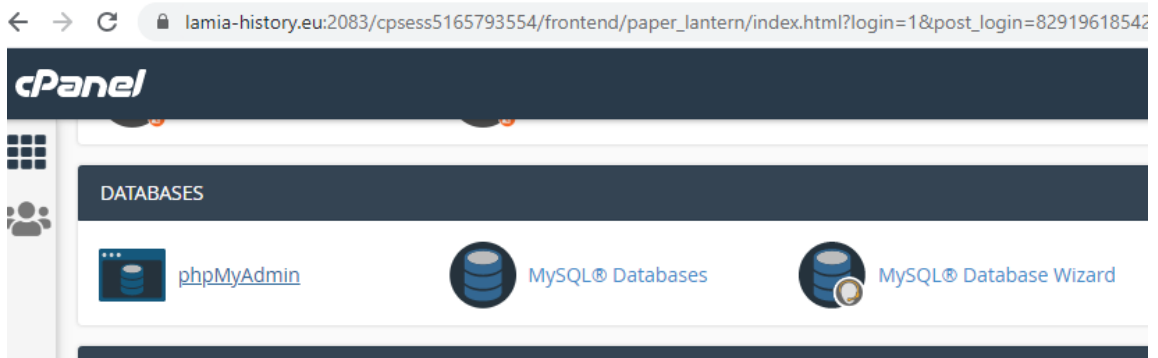 lamia-history.eu:2083/cpsess5165793554/frontend/paper_lantern/index.html?login=1&post_login=82919618542
cPanel
DATABASES
phpMyAdmin
MySQL® Databases
MySQL® Database Wizard